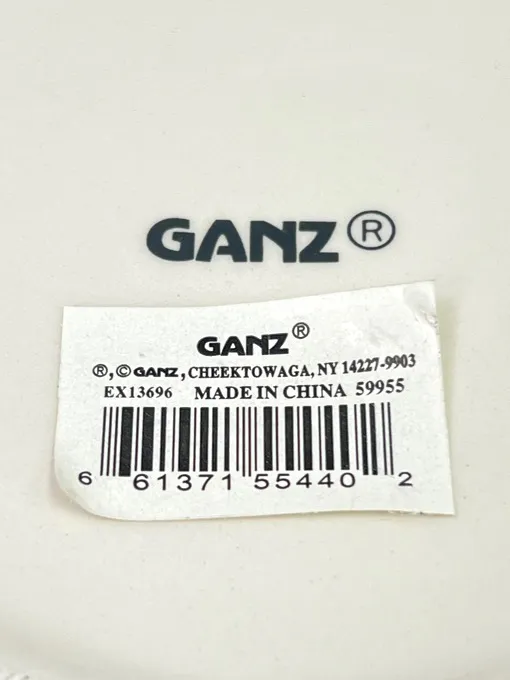 GANZ®
GANZ®
®, © GANZ, CHEEKTOWAGA, NY 14227-9903
EX13696 MADE IN CHINA 59955
6 61371 55440 2